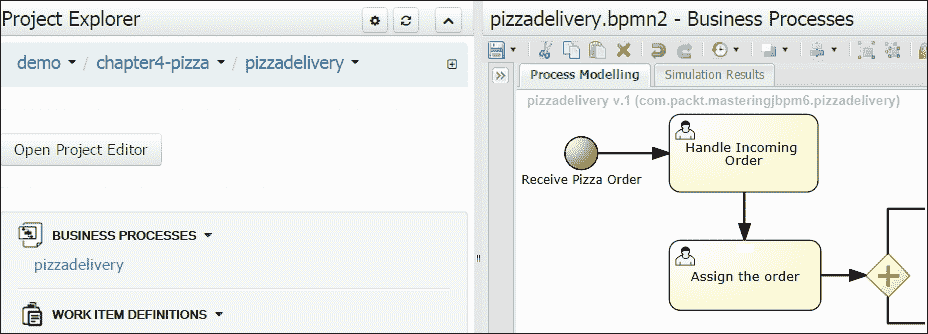 Project Explorer
demo / chapter4-pizza / pizzadelivery
Open Project Editor
BUSINESS PROCESSES
pizzadelivery
WORK ITEM DEFINITIONS
pizzadelivery.bpmn2 - Business Processes
Process Modelling
Simulation Results
pizzadelivery v.1 (com.packt.masteringjbpm6.pizzadelivery)
Handle Incoming
Order
Receive Pizza Order
Assign the order